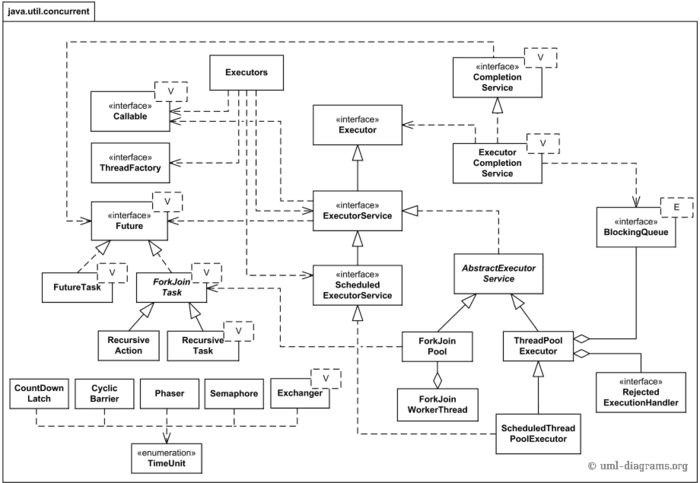 java.util.concurrent
Executors
V
«interface»
Callable
«interface»
ThreadFactory
V
«interface»
Future
FutureTask
V
ForkJoin
Task
V
Recursive
Action
Recursive
Task
V
«interface»
Executor
«interface»
ExecutorService
«interface»
Scheduled
ExecutorService
V
«interface»
Completion
Service
V
Executor
Completion
Service
E
«interface»
BlockingQueue
AbstractExecutor
Service
ForkJoin
Pool
ThreadPool
Executor
ForkJoin
WorkerThread
«interface»
Rejected
ExecutionHandler
ScheduledThread
PoolExecutor
CountDown
Latch
Cyclic
Barrier
Phaser
Semaphore
Exchanger
V
«enumeration»
TimeUnit
© uml-diagrams.org